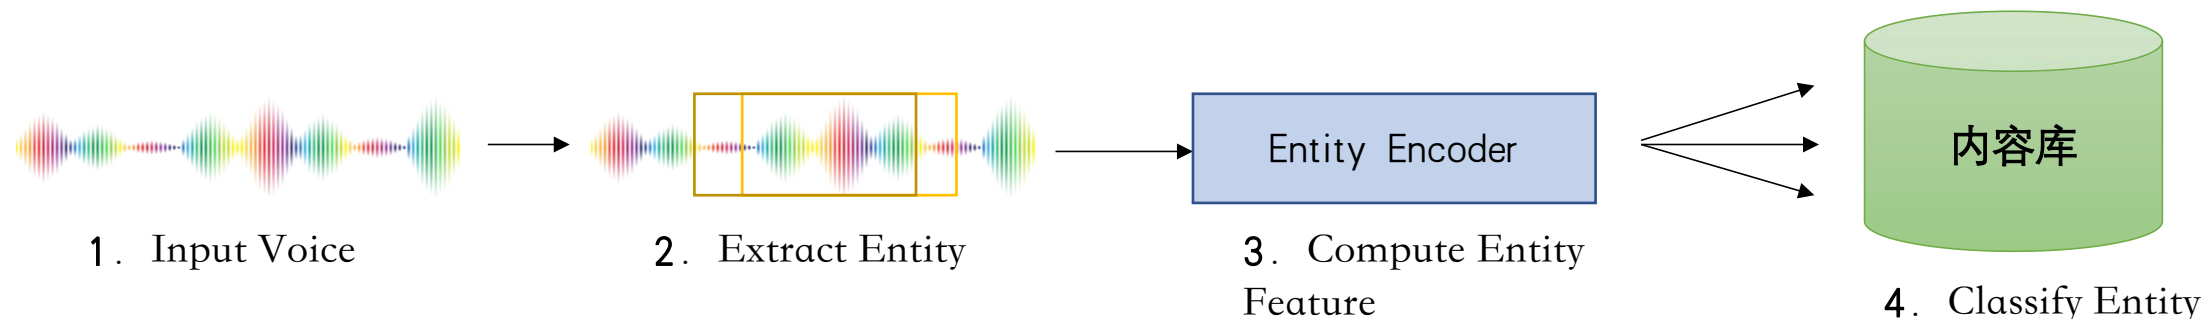 Entity Encoder
内容库
1. Input Voice
2. Extract Entity
3. Compute Entity
Feature
4. Classify Entity